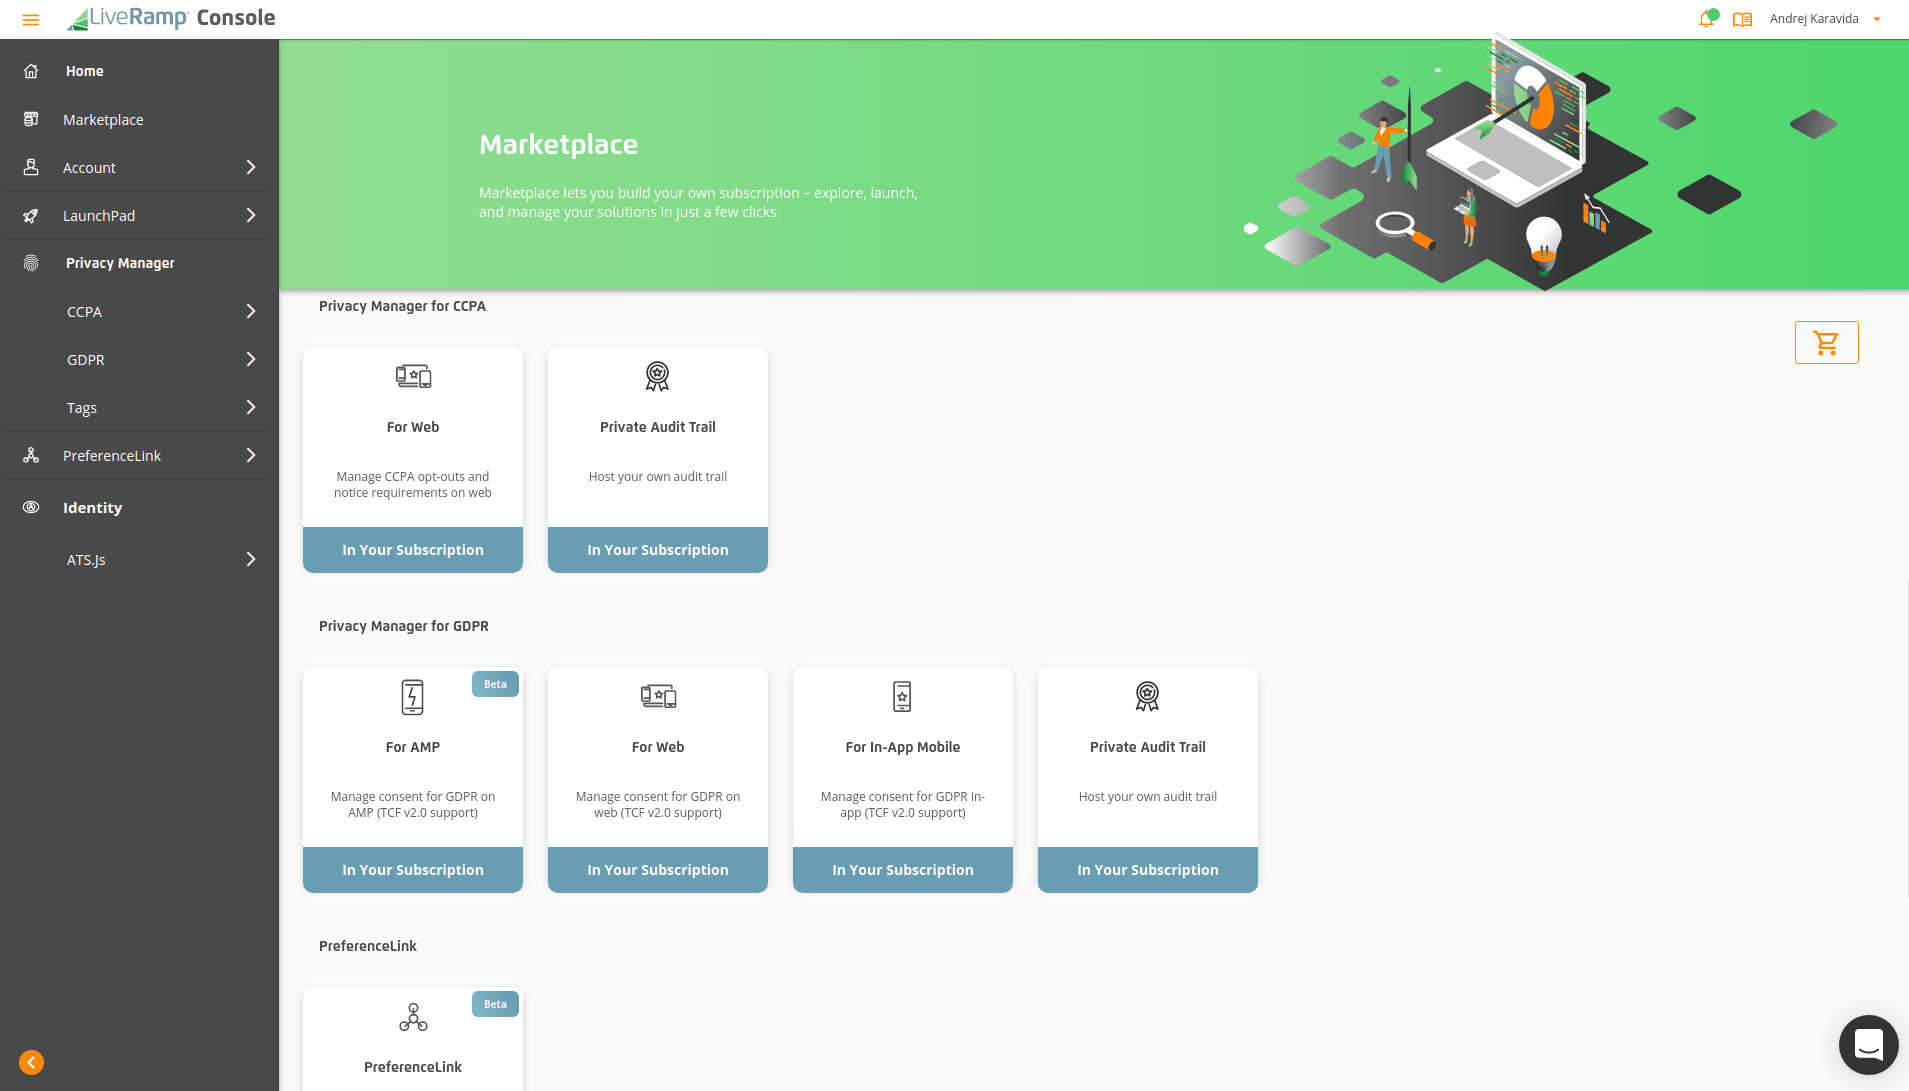 LiveRamp Console
Andrej Karavida
Home
Marketplace
Account
LaunchPad
Privacy Manager
CCPA
GDPR
Tags
PreferenceLink
Identity
ATS.Js
Marketplace
Marketplace lets you build your own subscription – explore, launch,
and manage your solutions in just a few clicks.
Privacy Manager for CCPA
For Web
Manage CCPA opt-outs and
notice requirements on web
In Your Subscription
Private Audit Trail
Host your own audit trail
In Your Subscription
Privacy Manager for GDPR
Beta
For AMP
Manage consent for GDPR on
AMP (TCF v2.0 support)
In Your Subscription
For Web
Manage consent for GDPR on
web (TCF v2.0 support)
In Your Subscription
For In-App Mobile
Manage consent for GDPR in-
app (TCF v2.0 support)
In Your Subscription
Private Audit Trail
Host your own audit trail
In Your Subscription
PreferenceLink
Beta
PreferenceLink